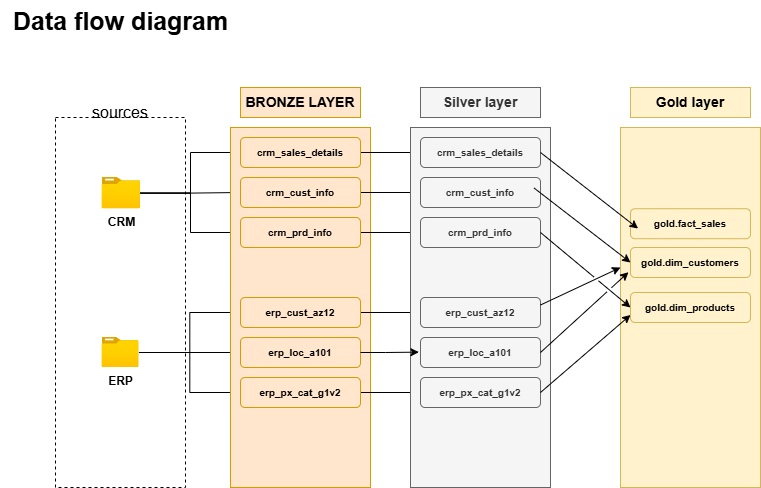 Data flow diagram
sources
BRONZE LAYER
Silver layer
Gold layer
crm_sales_details
crm_sales_details
crm_cust_info
crm_cust_info
CRM
crm_prd_info
crm_prd_info
gold.fact_sales
gold.dim_customers
gold.dim_products
erp_cust_az12
erp_cust_az12
erp_loc_a101
erp_loc_a101
ERP
erp_px_cat_g1v2
erp_px_cat_g1v2